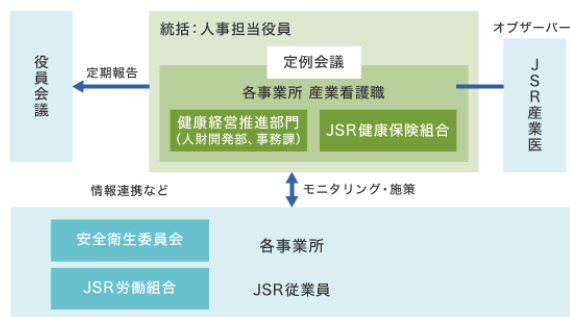 統括：人事担当役員
オブザーバー
役員会議
定期報告
定例会議
各事業所 産業看護職
健康経営推進部門
（人財開発部、事務課）
JSR健康保険組合
JSR産業医
情報連携など
モニタリング・施策
安全衛生委員会
各事業所
JSR労働組合
JSR従業員